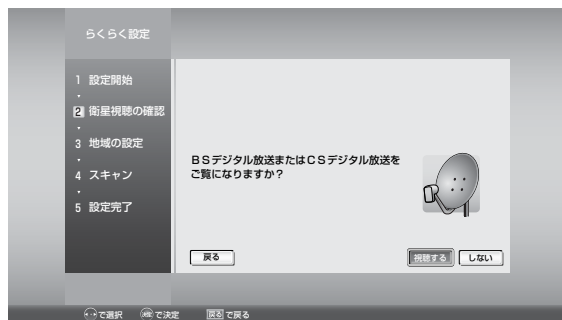 らくらく設定
1 設定開始
2 衛星視聴の確認
3 地域の設定
4 スキャン
5 設定完了
BSデジタル放送またはCSデジタル放送を
ご覧になりますか?
戻る
視聴する
しない
で選択 決定 で決定 戻る で戻る